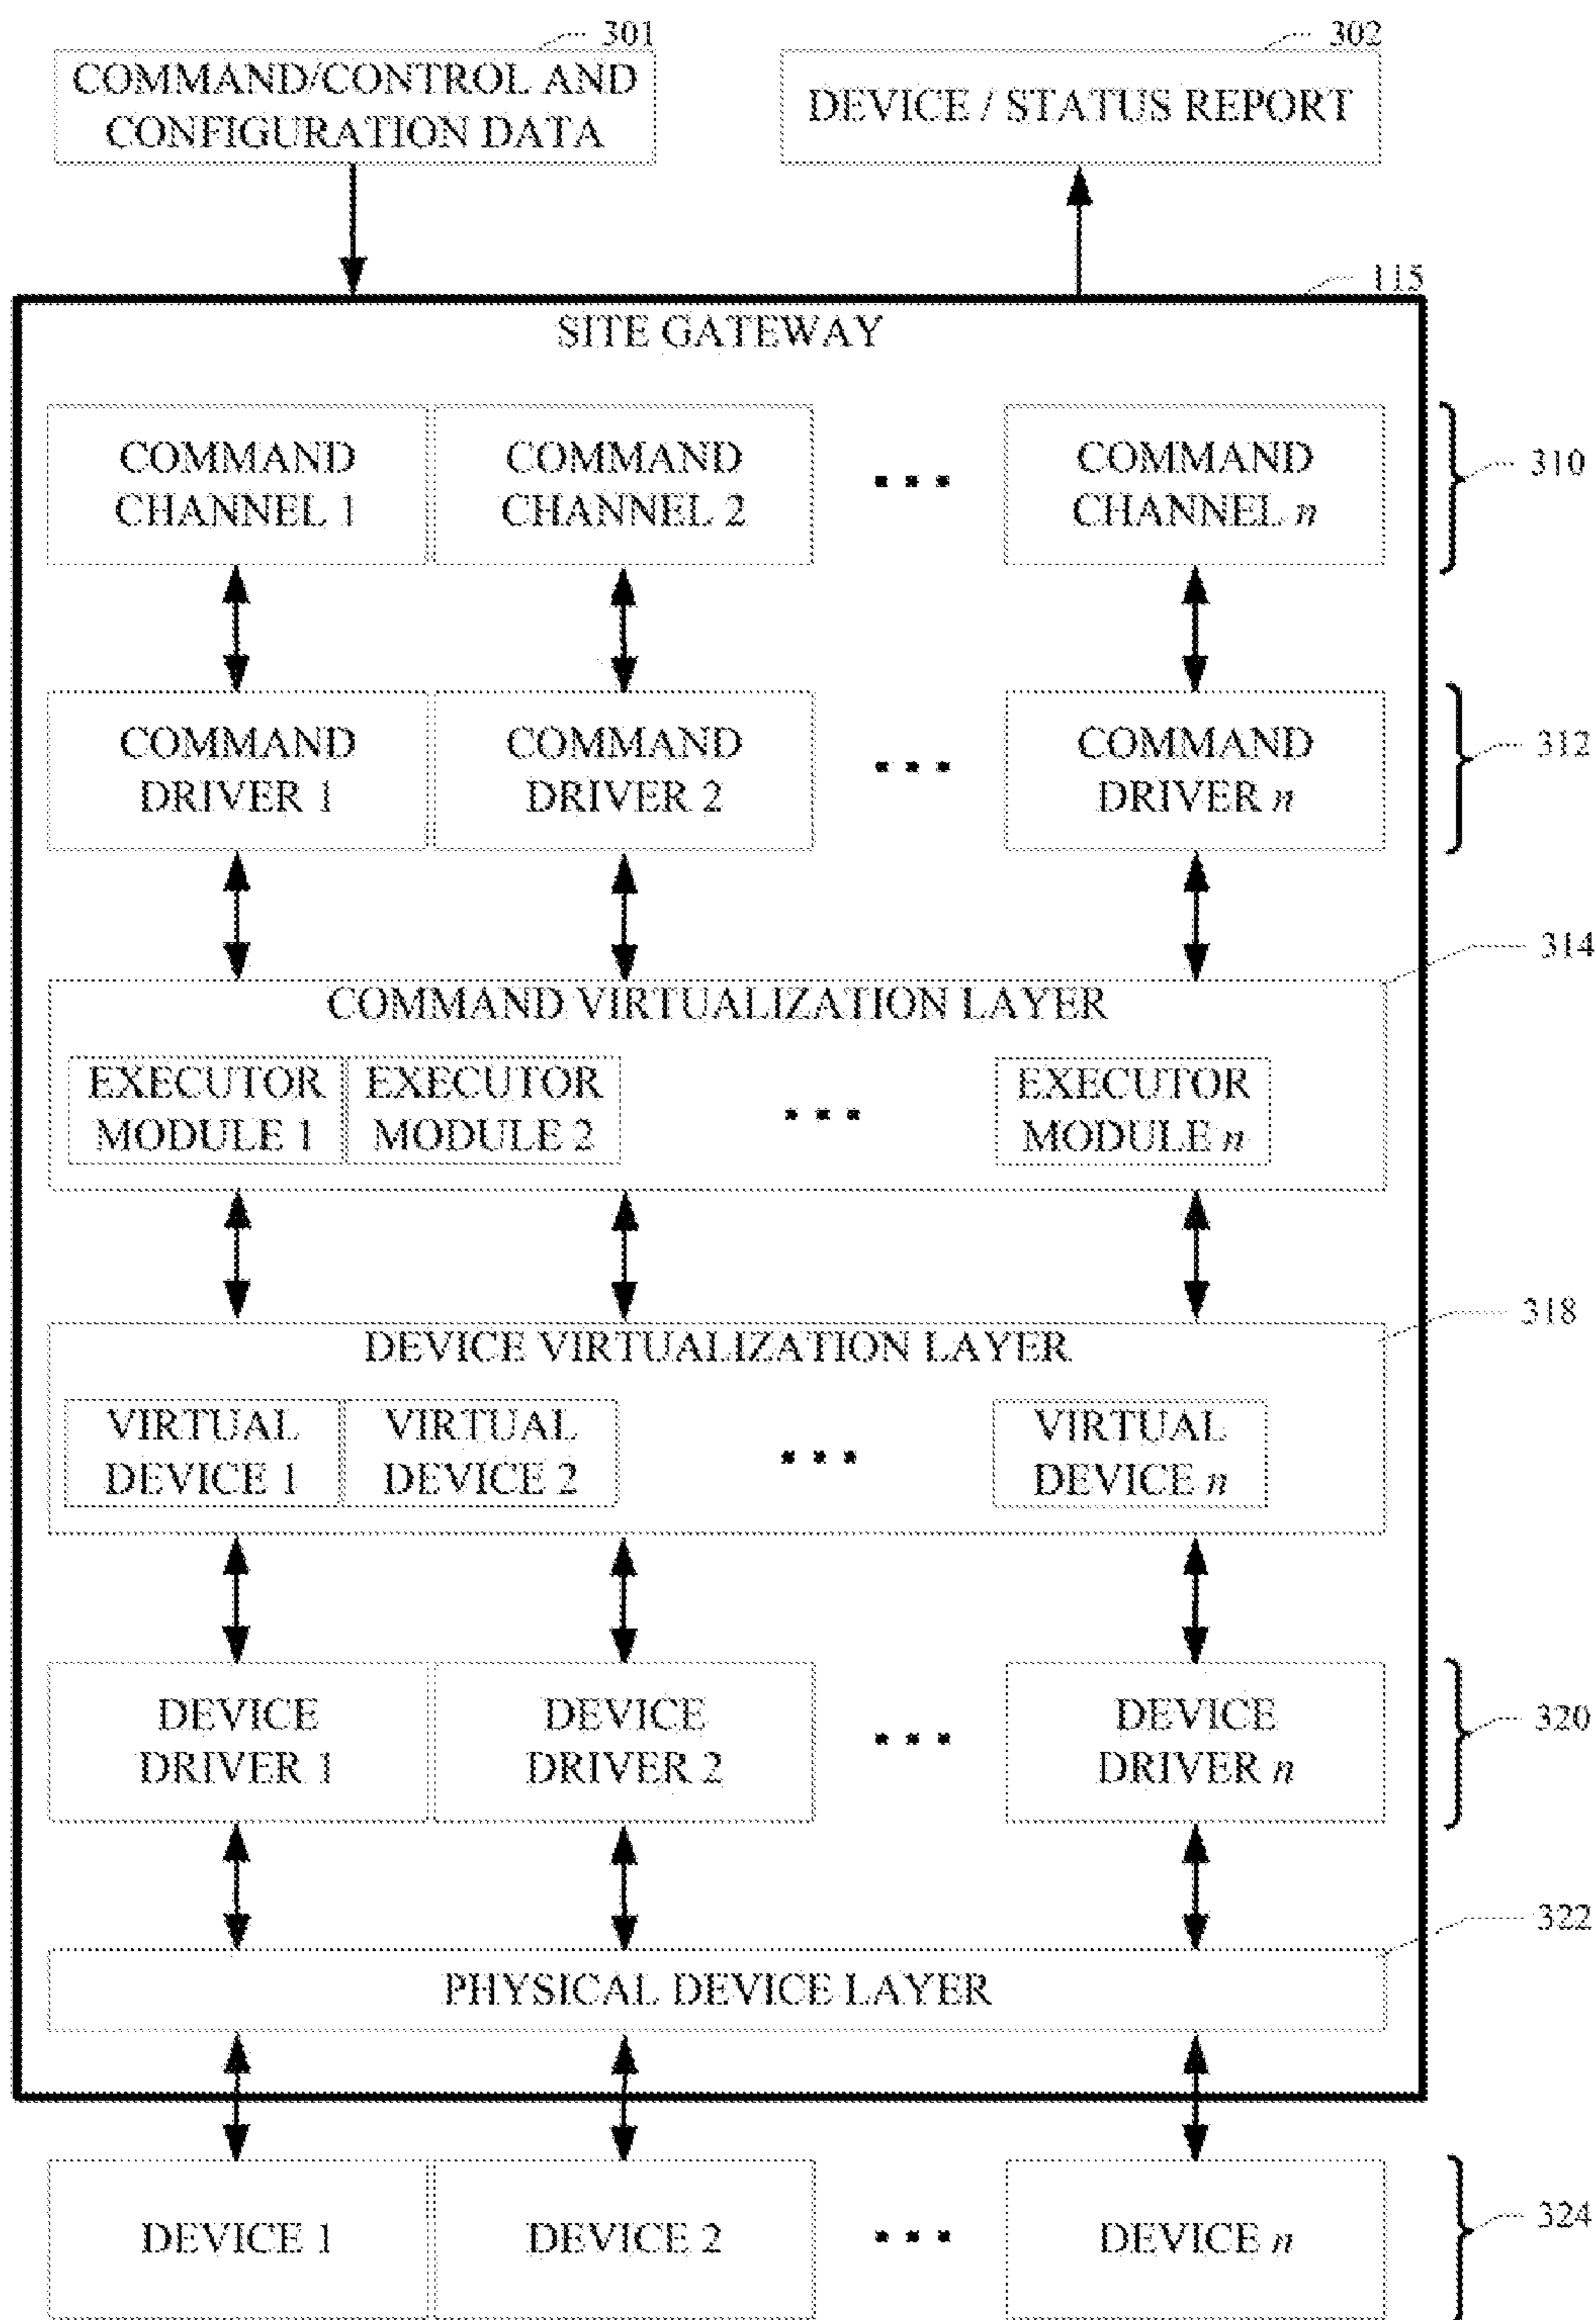 301
302
COMMAND/CONTROL AND
CONFIGURATION DATA
DEVICE / STATUS REPORT
115
SITE GATEWAY
COMMAND
CHANNEL 1
COMMAND
CHANNEL 2
...
COMMAND
CHANNEL n
310
COMMAND
DRIVER 1
COMMAND
DRIVER 2
...
COMMAND
DRIVER n
312
314
COMMAND VIRTUALIZATION LAYER
EXECUTOR
MODULE 1
EXECUTOR
MODULE 2
...
EXECUTOR
MODULE n
318
DEVICE VIRTUALIZATION LAYER
VIRTUAL
DEVICE 1
VIRTUAL
DEVICE 2
...
VIRTUAL
DEVICE n
DEVICE
DRIVER 1
DEVICE
DRIVER 2
...
DEVICE
DRIVER n
320
322
PHYSICAL DEVICE LAYER
DEVICE 1
DEVICE 2
...
DEVICE n
324